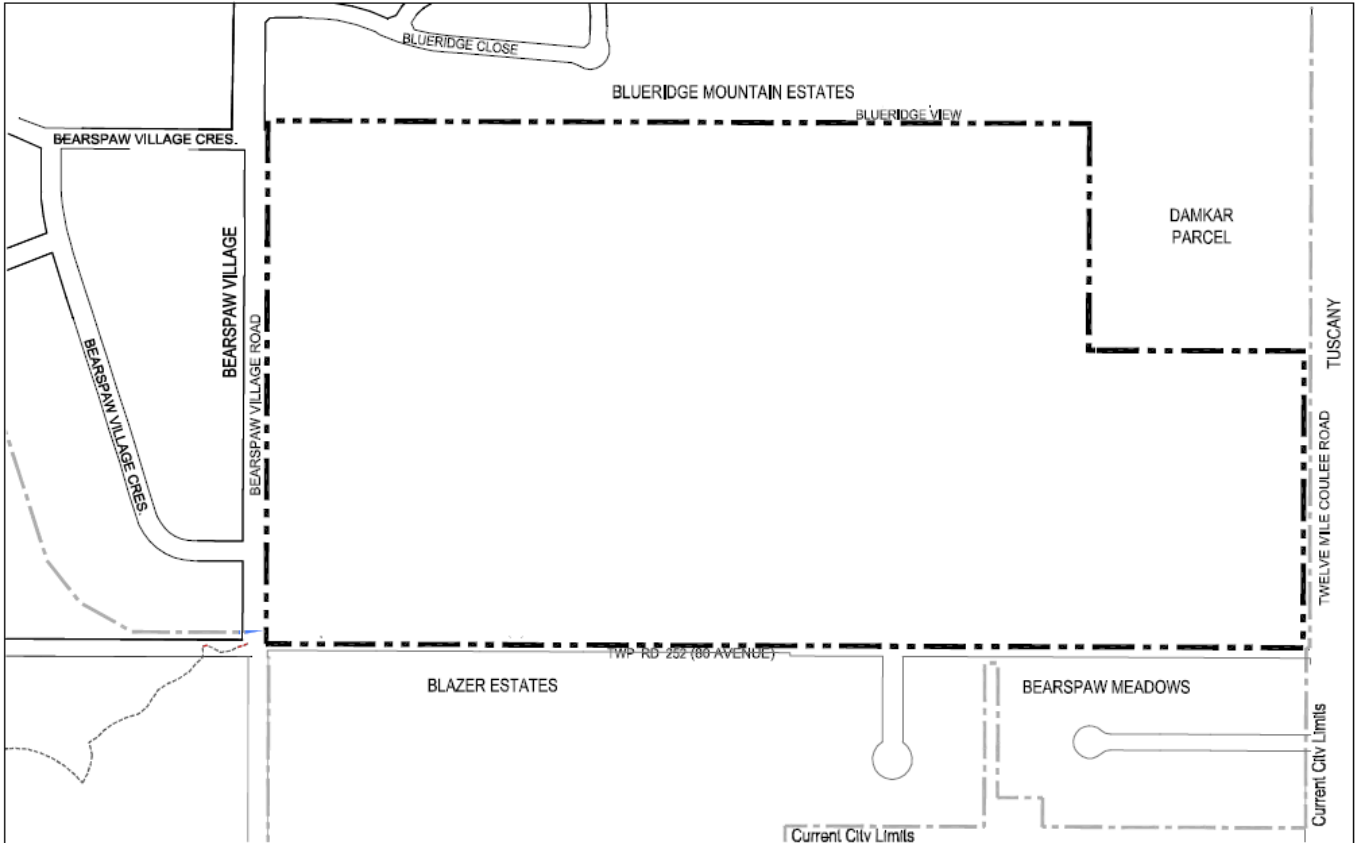 BLUERIDGE CLOSE
BLUERIDGE MOUNTAIN ESTATES
BLUERIDGE VIEW
BEARSPAW VILLAGE CRES.
DAMKAR
PARCEL
BEARSPAW VILLAGE
BEARSPAW VILLAGE ROAD
BEARSPAW VILLAGE CRES.
TUSCANY
TWELVE MILE COULEE ROAD
TWP RD 252 (80 AVENUE)
BLAZER ESTATES
BEARSPAW MEADOWS
Current City Limits
Current City Limits